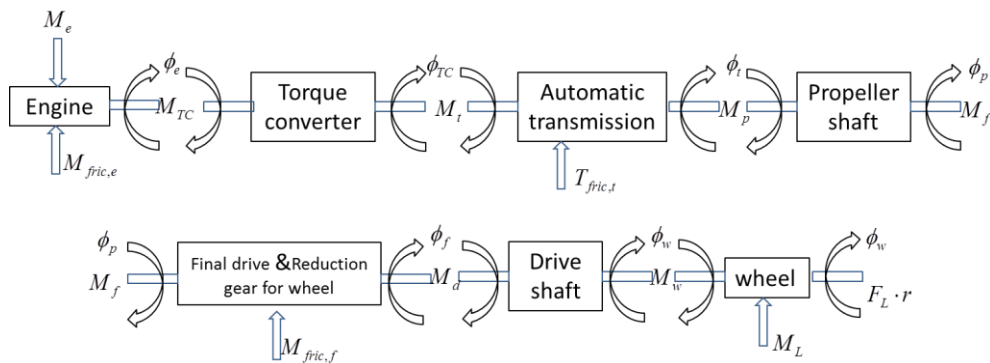 M_e
ϕ_e
ϕ_TC
ϕ_t
ϕ_p
Engine
M_TC
Torque
converter
M_t
Automatic
transmission
M_p
Propeller
shaft
M_f
M_fric,e
T_fric,t
ϕ_p
ϕ_f
ϕ_w
ϕ_w
M_f
Final drive &Reduction
gear for wheel
M_d
Drive
shaft
M_w
wheel
F_L · r
M_fric,f
M_L